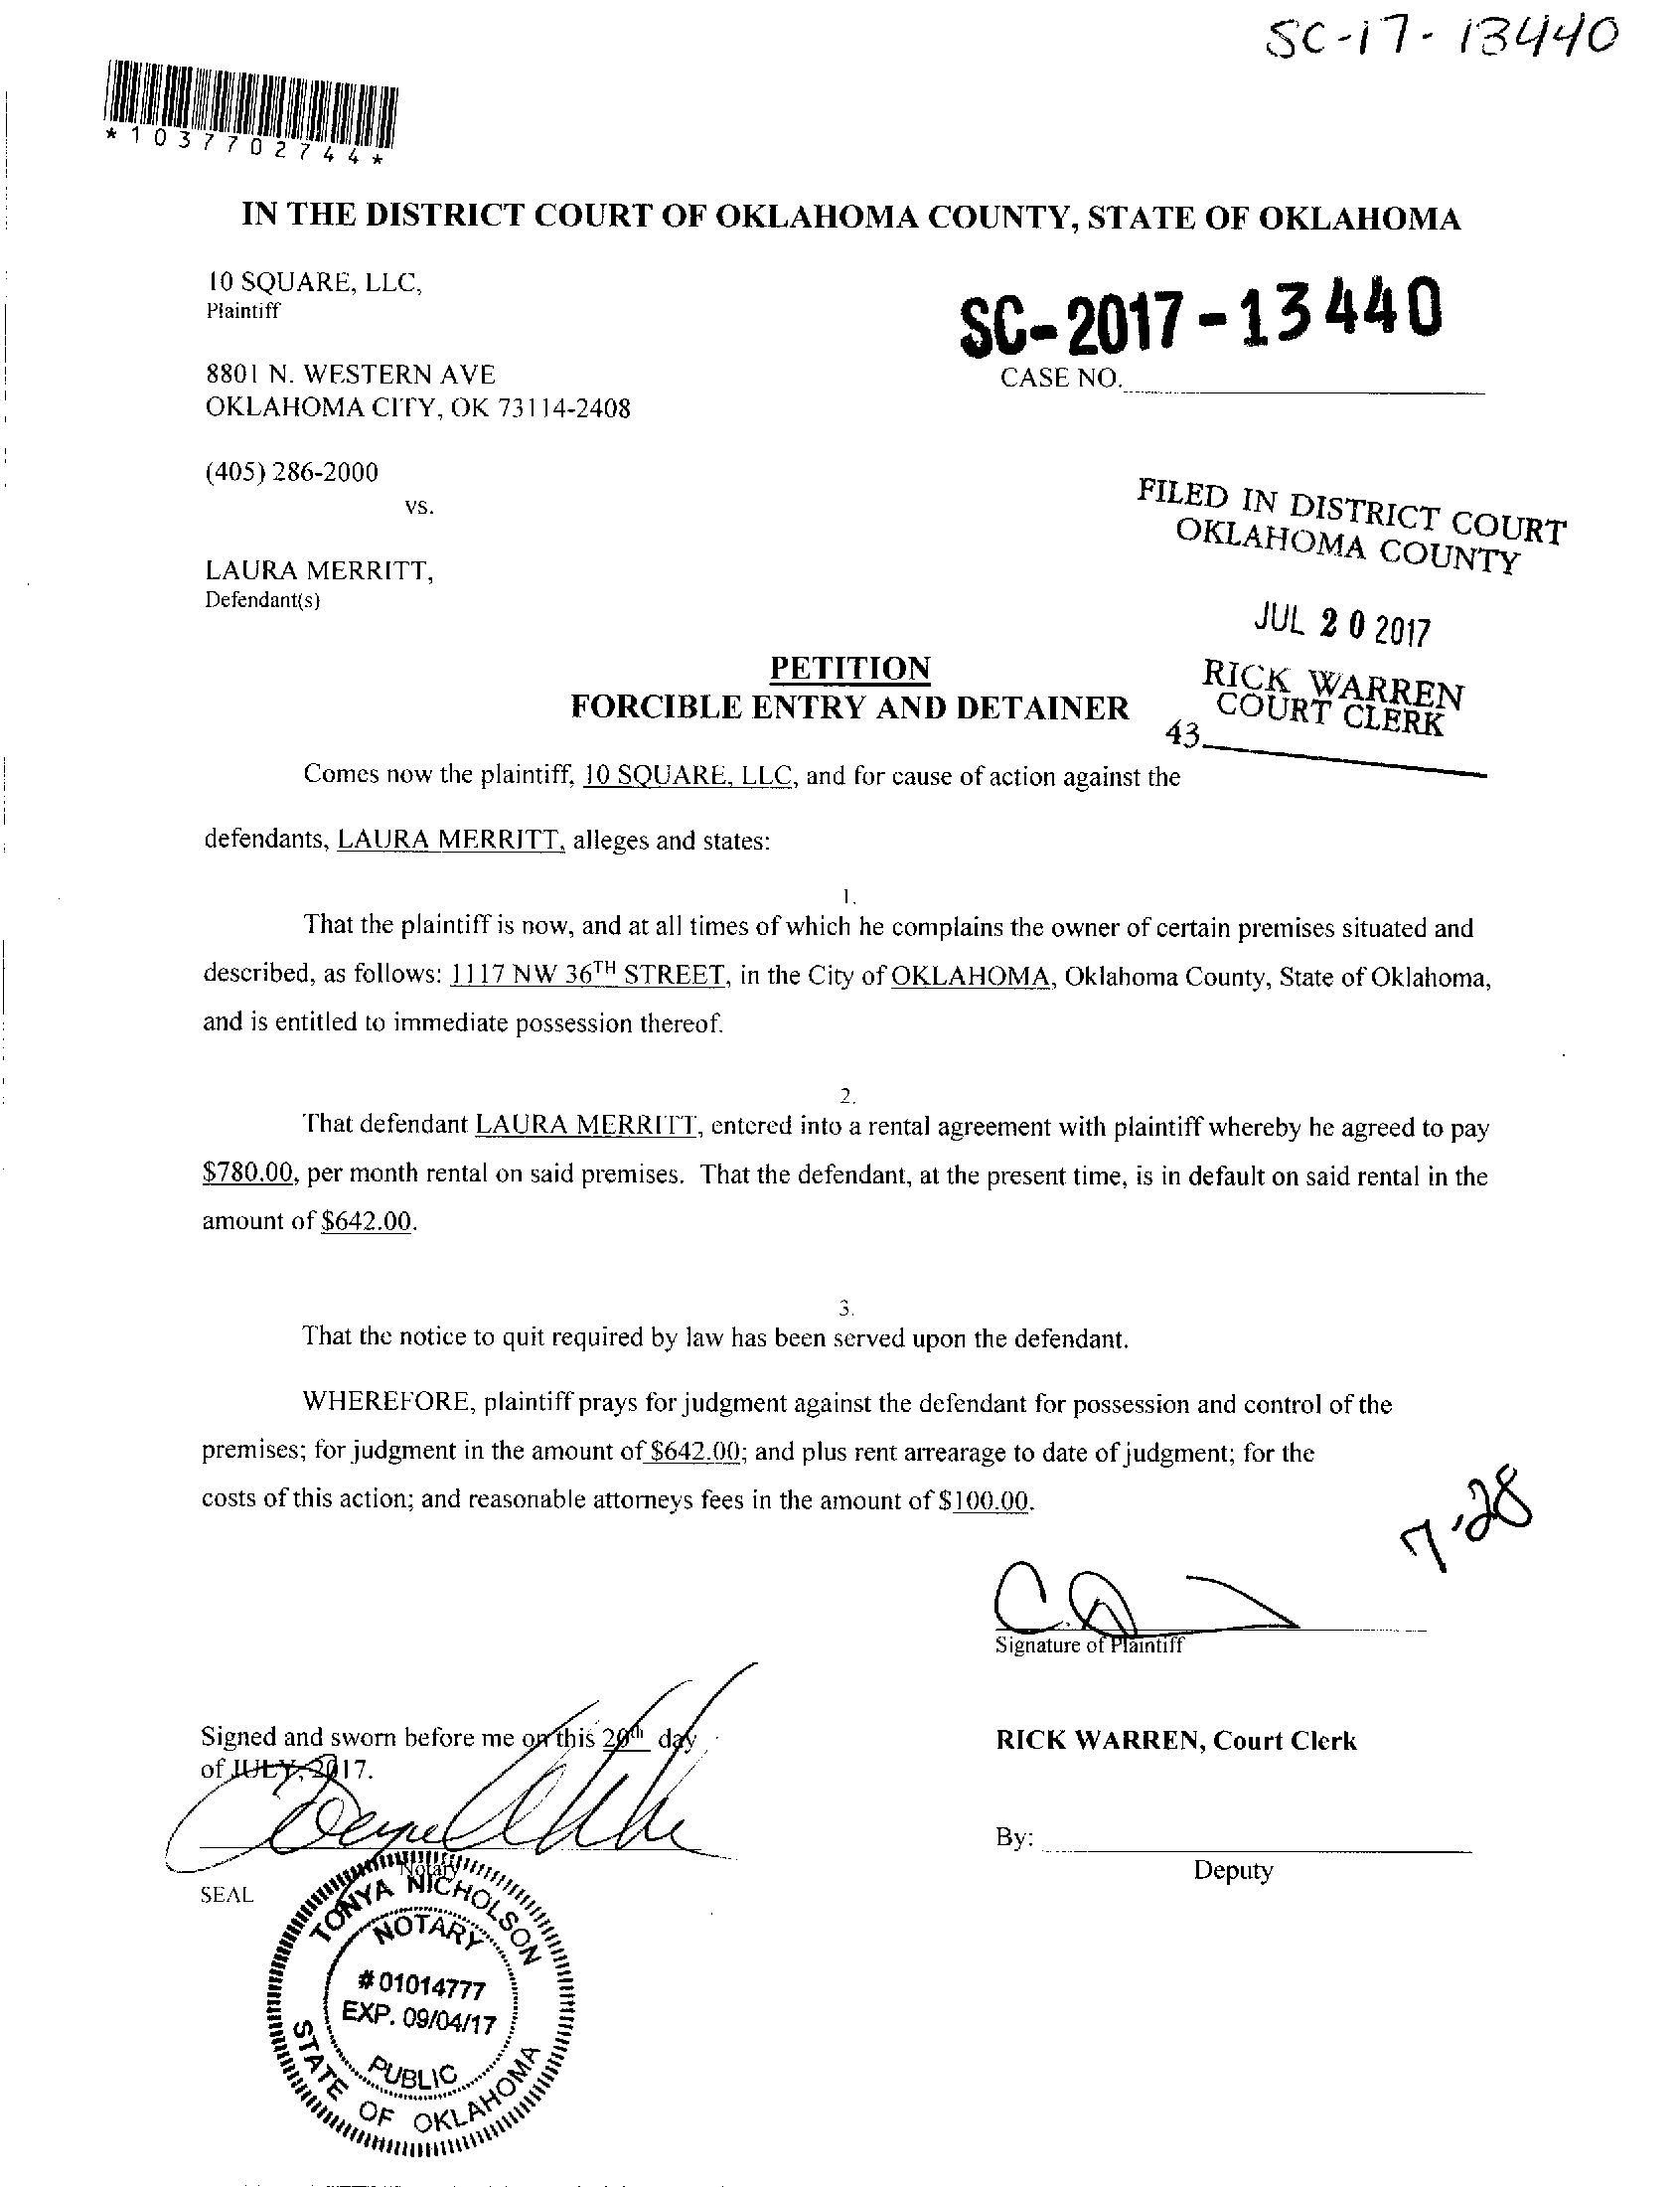 SC-17-13440
*1037702744*
IN THE DISTRICT COURT OF OKLAHOMA COUNTY, STATE OF OKLAHOMA
10 SQUARE, LLC,
Plaintiff
SC-2017-13440
8801 N. WESTERN AVE
CASE NO.
OKLAHOMA CITY, OK 73114-2408
(405) 286-2000
vs.
FILED IN DISTRICT COURT
OKLAHOMA COUNTY
LAURA MERRITT,
Defendant(s)
JUL 20 2017
PETITION
RICK WARREN
COURT CLERK
FORCIBLE ENTRY AND DETAINER
43
Comes now the plaintiff, 10 SQUARE, LLC, and for cause of action against the
defendants, LAURA MERRITT, alleges and states:
1.
That the plaintiff is now, and at all times of which he complains the owner of certain premises situated and
described, as follows: 1117 NW 36TH STREET, in the City of OKLAHOMA, Oklahoma County, State of Oklahoma,
and is entitled to immediate possession thereof.
2.
That defendant LAURA MERRITT, entered into a rental agreement with plaintiff whereby he agreed to pay
$780.00, per month rental on said premises. That the defendant, at the present time, is in default on said rental in the
amount of $642.00.
3.
That the notice to quit required by law has been served upon the defendant.
WHEREFORE, plaintiff prays for judgment against the defendant for possession and control of the
premises; for judgment in the amount of $642.00; and plus rent arrearage to date of judgment; for the
costs of this action; and reasonable attorneys fees in the amount of $100.00.
7-28
Signature of Plaintiff
Signed and sworn before me on this 20th day
of JULY, 2017.
RICK WARREN, Court Clerk
By:
Deputy
Notary
SEAL
TONYA NICHOLSON
NOTARY
#01014777
EXP. 09/04/17
PUBLIC
STATE OF OKLAHOMA